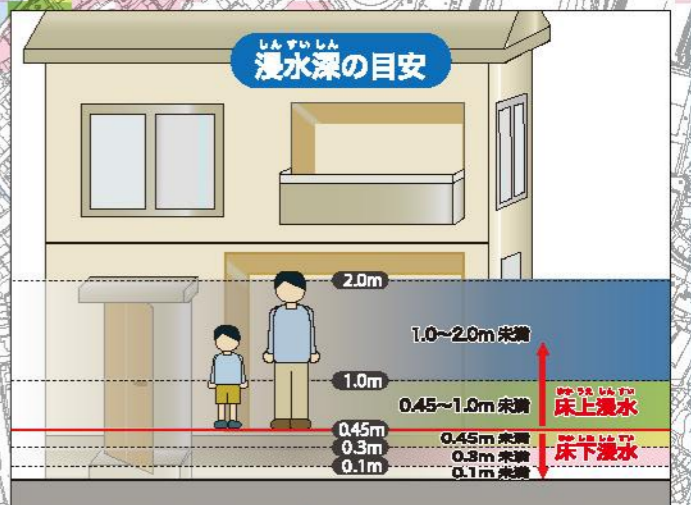 しんすいしん
浸水深の目安
2.0m
1.0～2.0m 未満
1.0m
0.45～1.0m 未満
ゆかうえしんすい
床上浸水
0.45m
0.45m 未満
ゆかしたしんすい
床下浸水
0.3m
0.3m 未満
0.1m
0.1m 未満